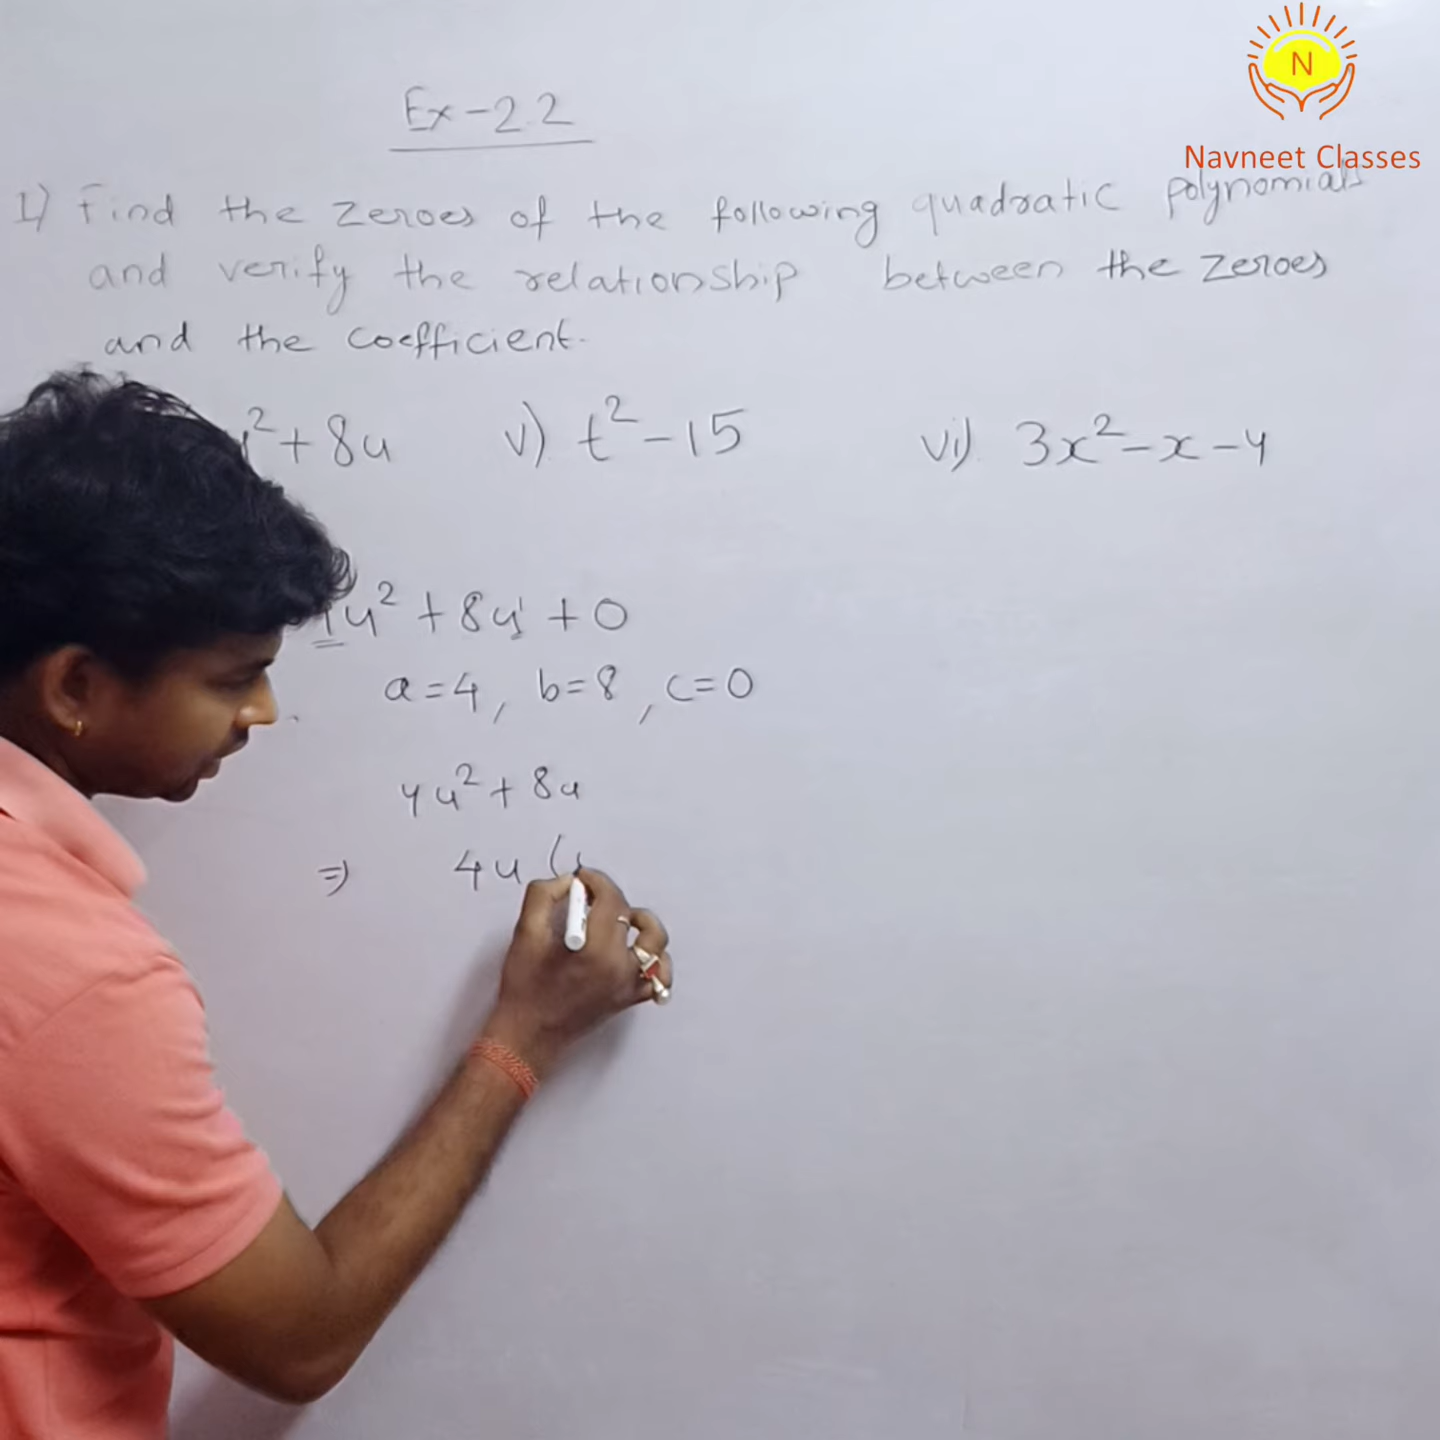 N
Navneet Classes
Ex-2.2
1) Find the zeroes of the following quadratic polynomials
and verify the relationship between the zeroes
and the coefficient.
²+8u v) t²-15 vi) 3x²-x-4
4u²+8u+0
a=4, b=8, c=0
4u²+8u
⇒ 4u (